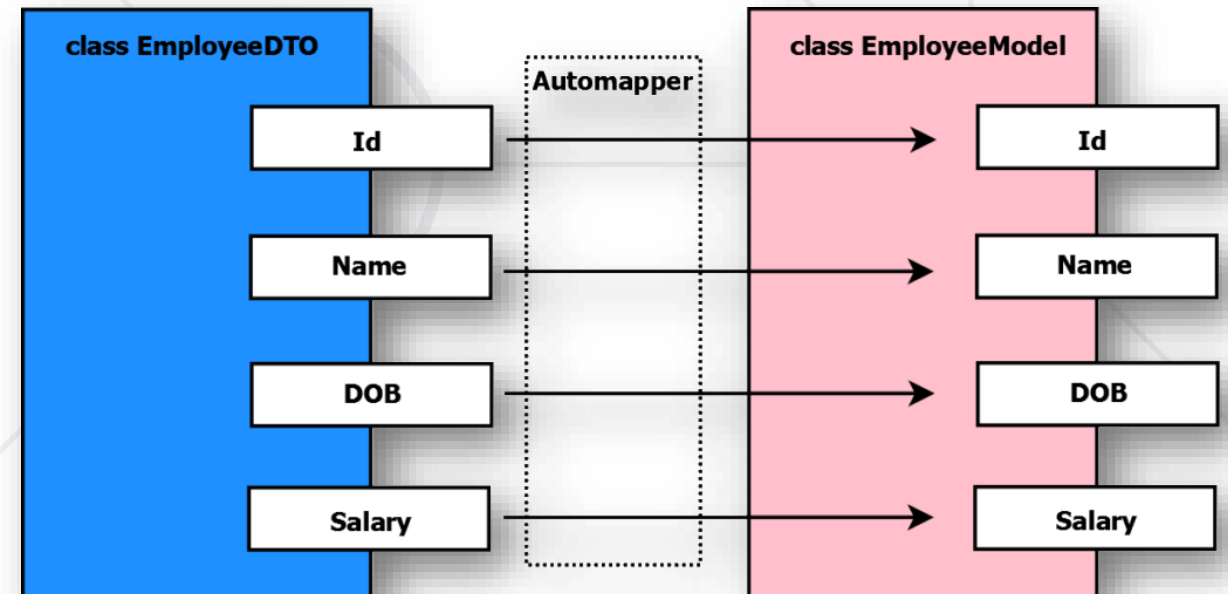 class EmployeeDTO
class EmployeeModel
Automapper
Id
Id
Name
Name
DOB
DOB
Salary
Salary